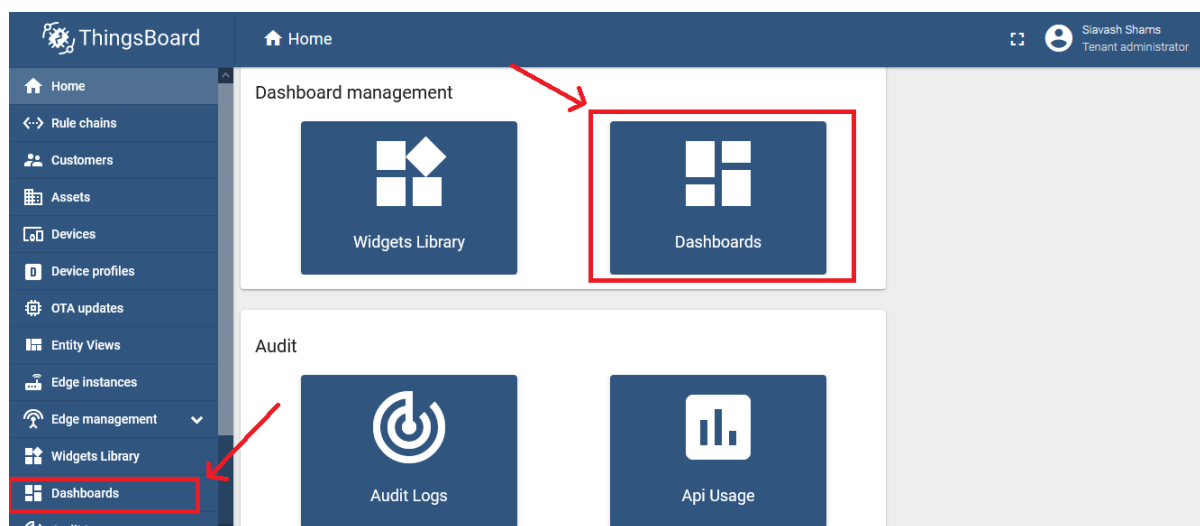 ThingsBoard
Home
Siavash Shams
Tenant administrator
Home
Rule chains
Customers
Assets
Devices
Device profiles
OTA updates
Entity Views
Edge instances
Edge management
Widgets Library
Dashboards
Dashboard management
Widgets Library
Dashboards
Audit
Audit Logs
Api Usage